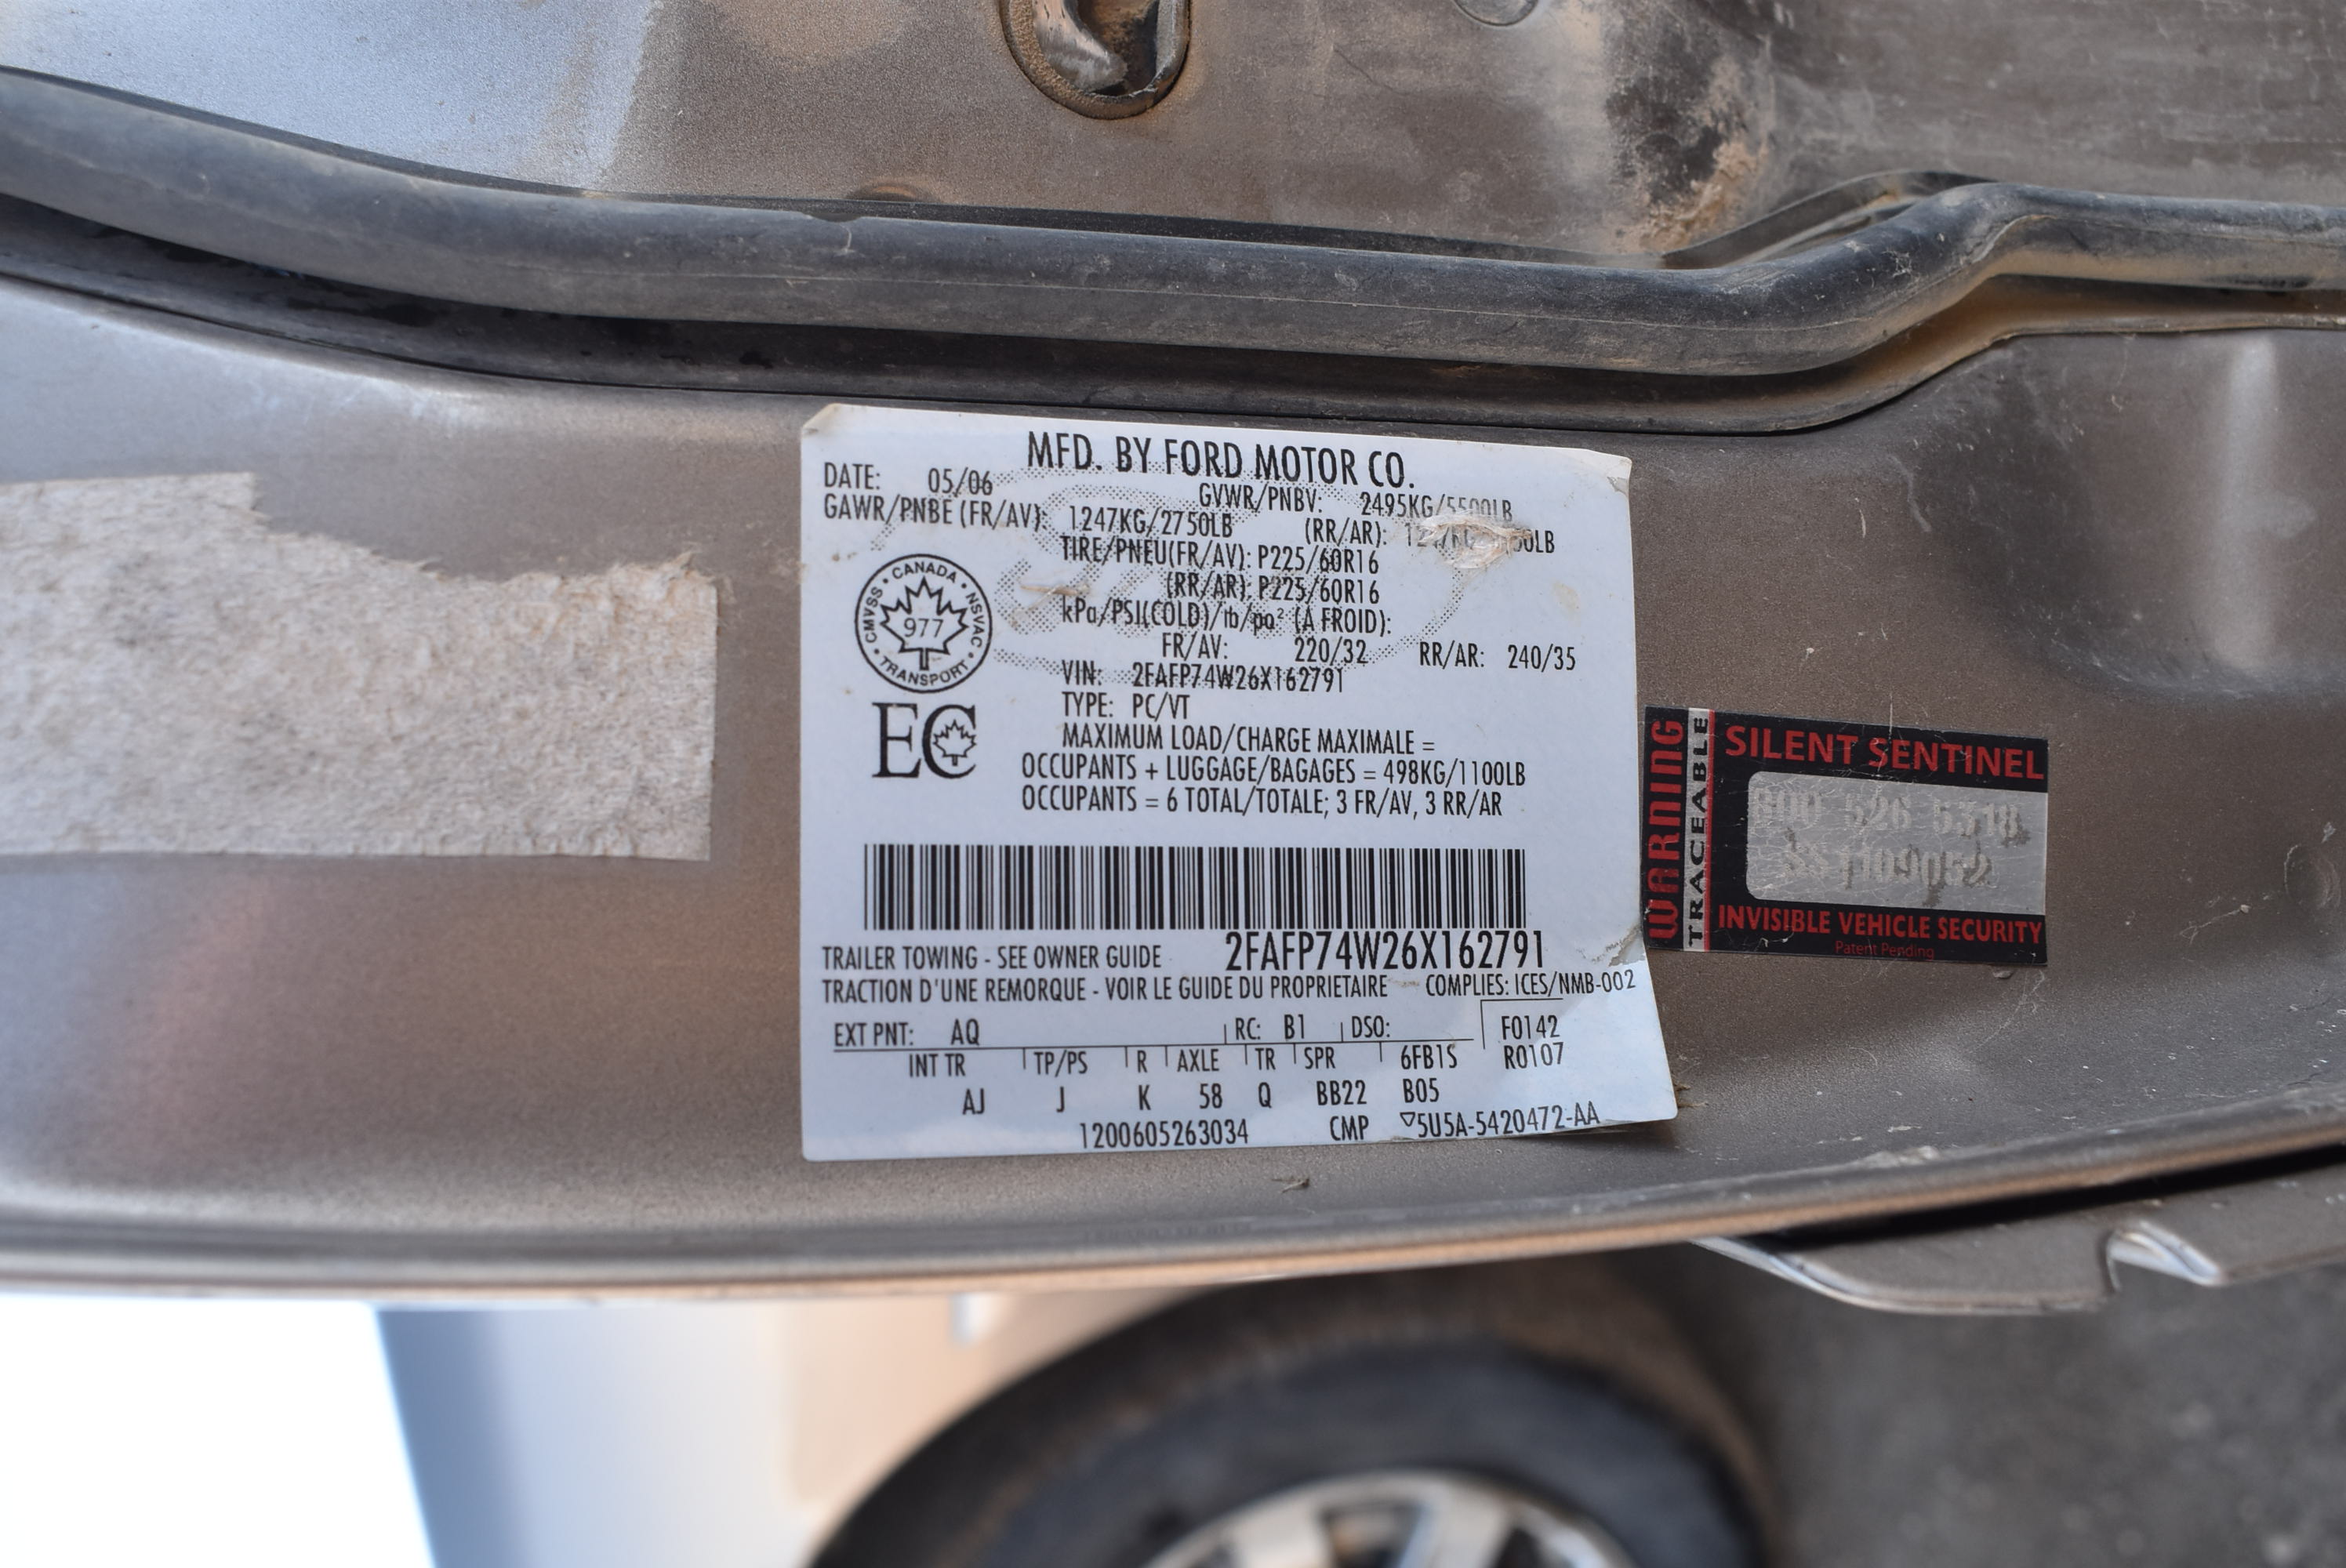 MFD. BY FORD MOTOR CO.
DATE: 05/06 GVWR/PNBV: 2495KG/5500LB
GAWR/PNBE (FR/AV): 1247KG/2750LB (RR/AR):
TIRE/PNEU(FR/AV): P225/60R16
(RR/AR): P225/60R16
kPa/PSI(COLD)/lb/po² (A FROID):
FR/AV: 220/32 RR/AR: 240/35
VIN: 2FAFP74W26X162791
TYPE: PC/VT
MAXIMUM LOAD/CHARGE MAXIMALE =
OCCUPANTS + LUGGAGE/BAGAGES = 498KG/1100LB
OCCUPANTS = 6 TOTAL/TOTALE; 3 FR/AV, 3 RR/AR
CANADA • NSVAC • TRANSPORT • CMVSS •
977
EC
TRAILER TOWING - SEE OWNER GUIDE 2FAFP74W26X162791
TRACTION D'UNE REMORQUE - VOIR LE GUIDE DU PROPRIETAIRE COMPLIES: ICES/NMB-002
EXT PNT: AQ RC: B1 DSO: F0142
INT TR TP/PS R AXLE TR SPR 6FB1S R0107
AJ J K 58 Q BB22 B05
1200605263034 CMP ▽5U5A-5420472-AA
WARNING
TRACEABLE
SILENT SENTINEL
INVISIBLE VEHICLE SECURITY
Patent Pending